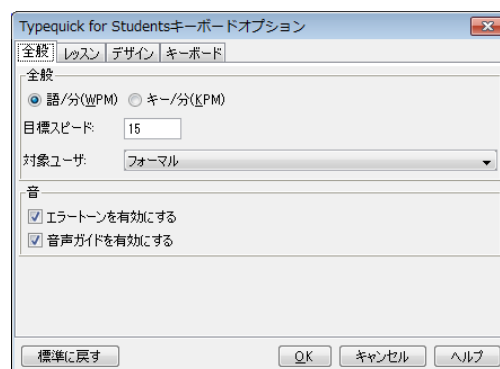 Typequick for Studentsキーボードオプション
全般 レッスン デザイン キーボード
全般
語/分(WPM) キー/分(KPM)
目標スピード: 15
対象ユーザ: フォーマル
音
エラートーンを有効にする
音声ガイドを有効にする
標準に戻す OK キャンセル ヘルプ